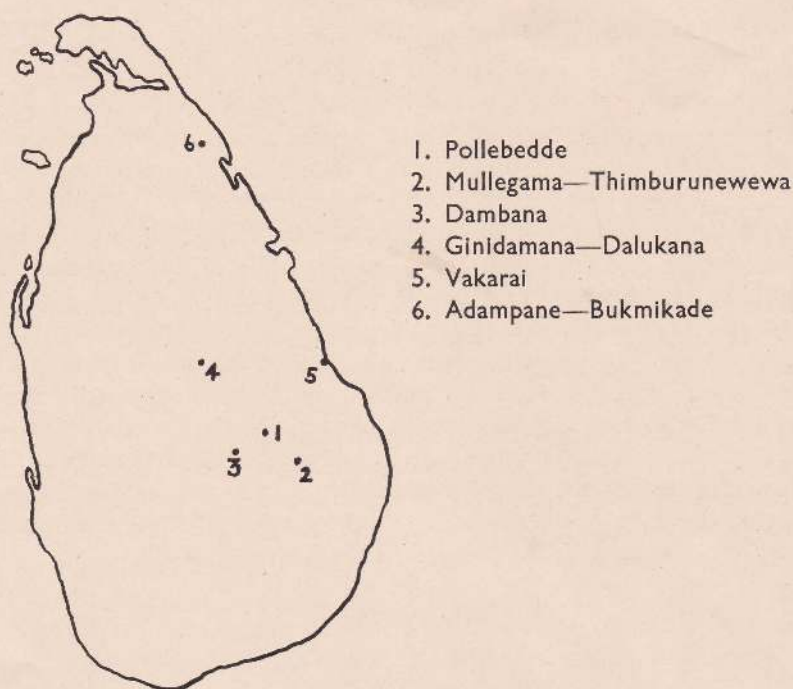 6
4
5
1
3
2
1. Pollebedde
2. Mullegama—Thimburunewewa
3. Dambana
4. Ginidamana—Dalukana
5. Vakarai
6. Adampane—Bukmikade